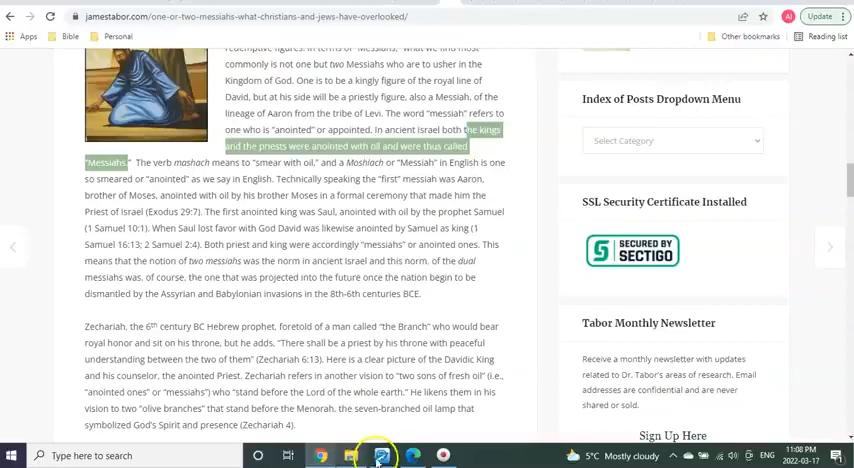 jamestabor.com/one-or-two-messiahs-what-christians-and-jews-have-overlooked/
AI
Update
Apps
Bible
Personal
Other bookmarks
Reading list
redemptive figures. In terms of "Messiahs," what we find most
commonly is not one but two Messiahs who are to usher in the
Kingdom of God. One is to be a kingly figure of the royal line of
David, but at his side will be a priestly figure, also a Messiah, of the
lineage of Aaron from the tribe of Levi. The word "messiah" refers to
one who is "anointed" or appointed. In ancient israel both the kings
and the priests were anointed with oil and were thus called
"Messiahs." The verb mashach means to "smear with oil," and a Moshiach or "Messiah" in English is one
so smeared or "anointed" as we say in English. Technically speaking the "first" messiah was Aaron,
brother of Moses, anointed with oil by his brother Moses in a formal ceremony that made him the
Priest of Israel (Exodus 29:7). The first anointed king was Saul, anointed with oil by the prophet Samuel
(1 Samuel 10:1). When Saul lost favor with God David was likewise anointed by Samuel as king (1
Samuel 16:13; 2 Samuel 2:4). Both priest and king were accordingly "messiahs" or anointed ones. This
means that the notion of two messiahs was the norm in ancient Israel and this norm, of the dual
messiahs was, of course, the one that was projected into the future once the nation begin to be
dismantled by the Assyrian and Babylonian invasions in the 8th-6th centuries BCE.
Zechariah, the 6th century BC Hebrew prophet, foretold of a man called "the Branch" who would bear
royal honor and sit on his throne, but he adds, "There shall be a priest by his throne with peaceful
understanding between the two of them" (Zechariah 6:13). Here is a clear picture of the Davidic King
and his counselor, the anointed Priest. Zechariah refers in another vision to "two sons of fresh oil" (i.e.,
"anointed ones" or "messiahs") who "stand before the Lord of the whole earth." He likens them in his
vision to two "olive branches" that stand before the Menorah, the seven-branched oil lamp that
symbolized God's Spirit and presence (Zechariah 4).
Index of Posts Dropdown Menu
Select Category
SSL Security Certificate Installed
S
SECURED BY
SECTIGO
Tabor Monthly Newsletter
Receive a monthly newsletter with updates
related to Dr. Tabor's areas of research. Email
addresses are confidential and are never
shared or sold.
Sign Up Here
Type here to search
5°C Mostly cloudy
ENG
11:08 PM
2022-03-17